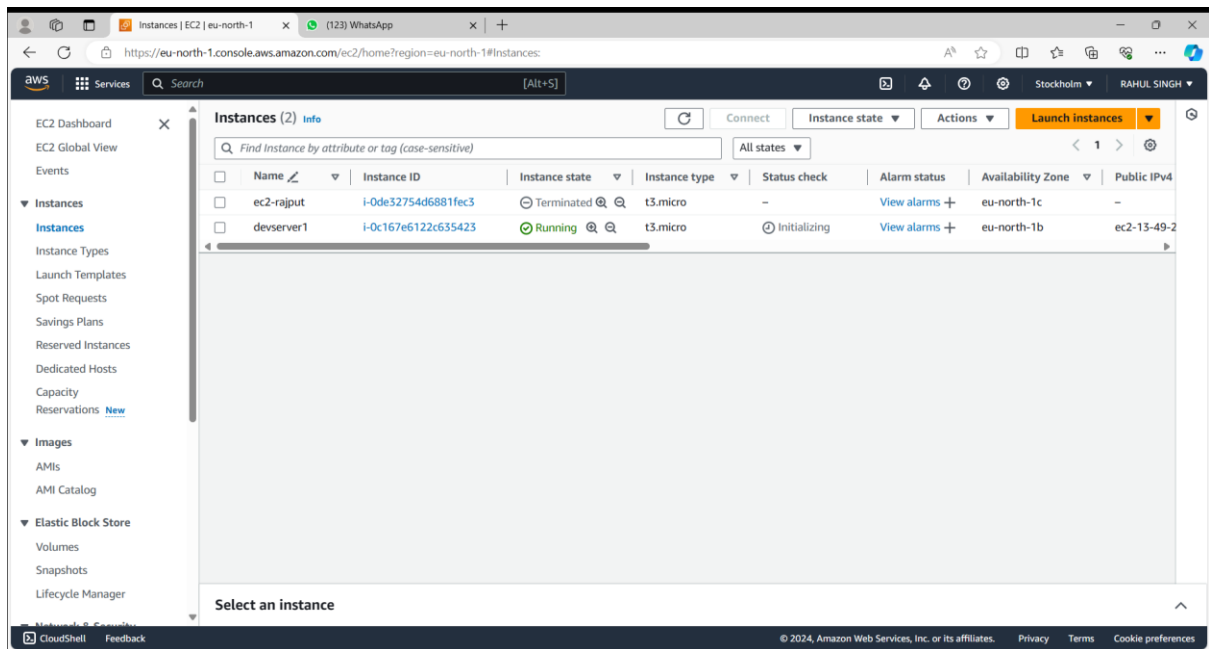 Instances | EC2 | eu-north-1
(123) WhatsApp
https://eu-north-1.console.aws.amazon.com/ec2/home?region=eu-north-1#Instances:
aws
Services
Search
[Alt+S]
Stockholm
RAHUL SINGH
EC2 Dashboard
EC2 Global View
Events
Instances
Instances
Instance Types
Launch Templates
Spot Requests
Savings Plans
Reserved Instances
Dedicated Hosts
Capacity
Reservations New
Images
AMIs
AMI Catalog
Elastic Block Store
Volumes
Snapshots
Lifecycle Manager
Instances (2) Info
Connect
Instance state
Actions
Launch instances
Find Instance by attribute or tag (case-sensitive)
All states
1
Name Instance ID Instance state Instance type Status check Alarm status Availability Zone Public IPv4
ec2-rajput i-0de32754d6881fec3 Terminated t3.micro – View alarms + eu-north-1c –
devserver1 i-0c167e6122c635423 Running t3.micro Initializing View alarms + eu-north-1b ec2-13-49-2
Select an instance
CloudShell Feedback © 2024, Amazon Web Services, Inc. or its affiliates. Privacy Terms Cookie preferences